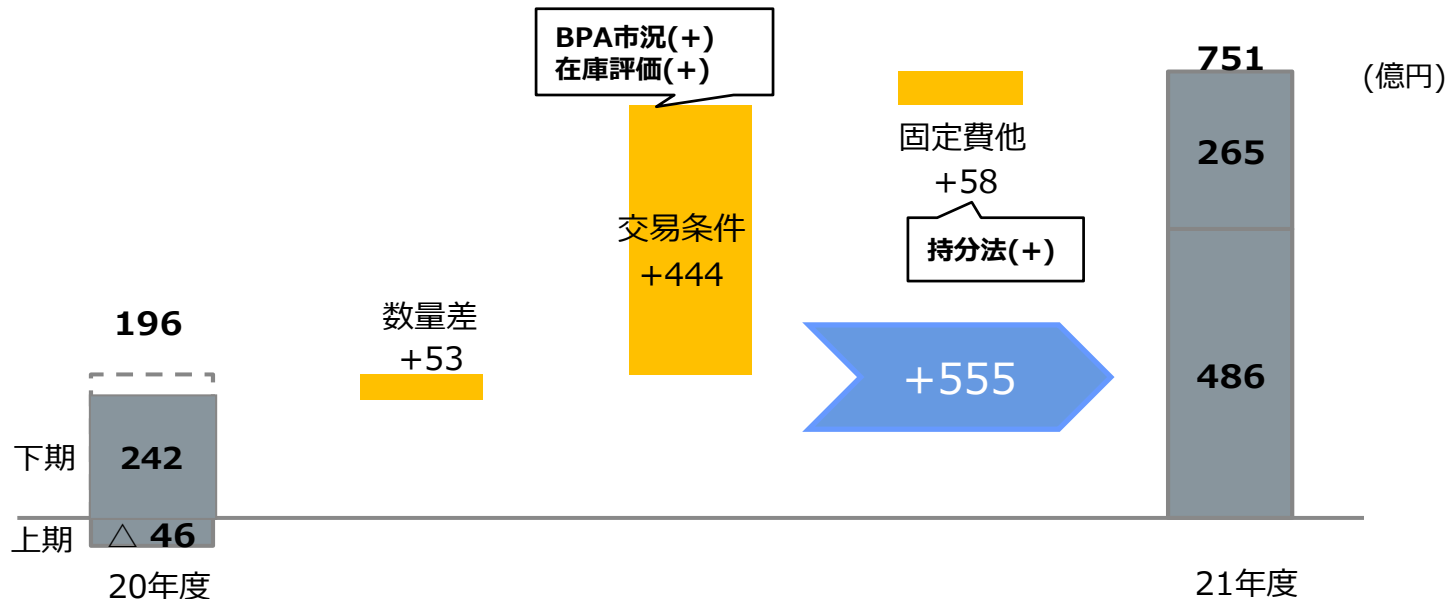 BPA市況(+)
在庫評価(+)
751
(億円)
固定費他
+58
265
持分法(+)
交易条件
+444
数量差
+53
196
+555
486
下期
242
上期
△ 46
20年度
21年度